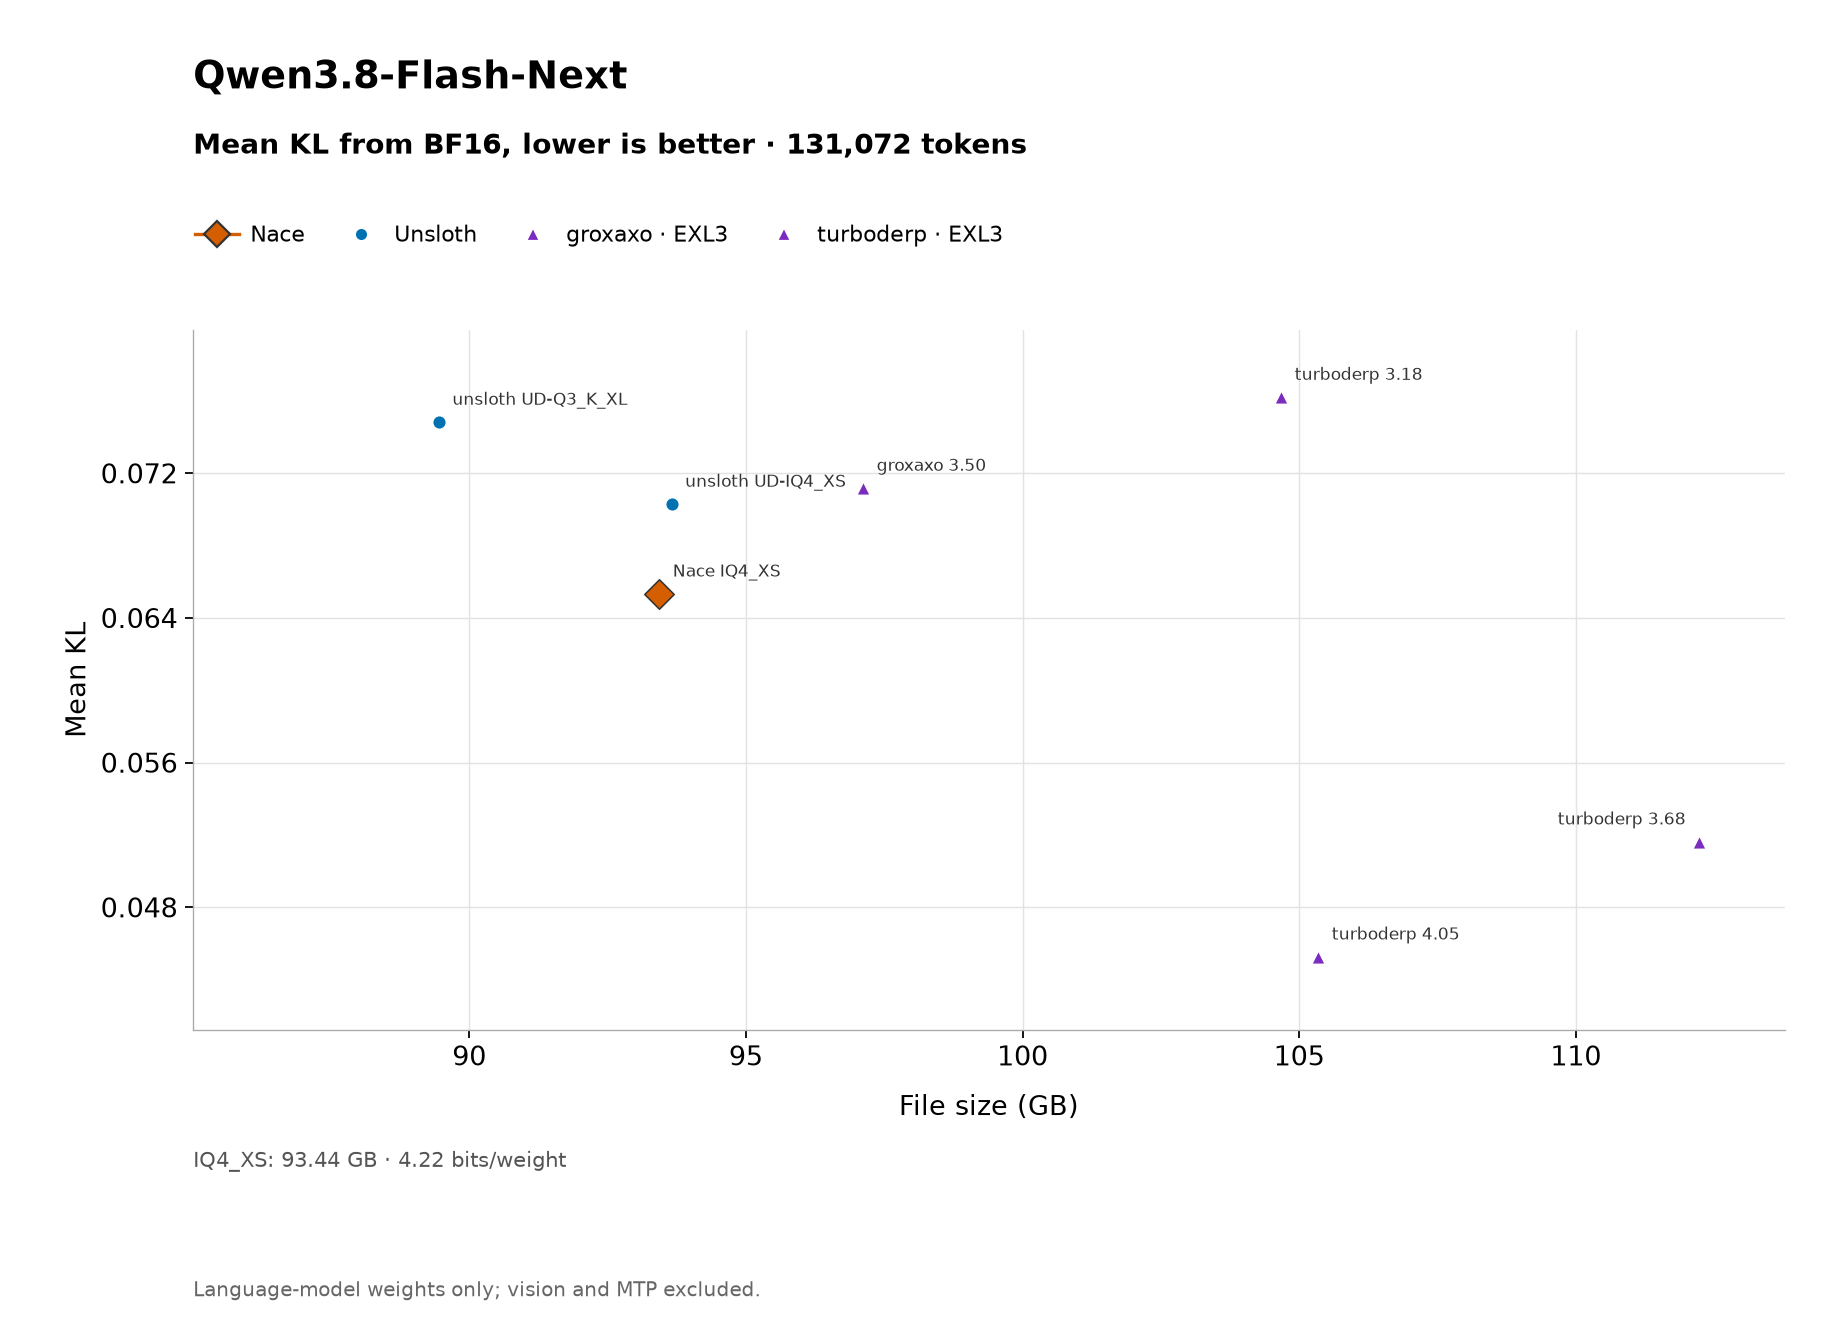 Qwen3.8-Flash-Next
Mean KL from BF16, lower is better · 131,072 tokens
Nace
Unsloth
groxaxo · EXL3
turboderp · EXL3
turboderp 3.18
unsloth UD-Q3_K_XL
groxaxo 3.50
unsloth UD-IQ4_XS
Nace IQ4_XS
turboderp 3.68
turboderp 4.05
0.072
0.064
0.056
0.048
Mean KL
90
95
100
105
110
File size (GB)
IQ4_XS: 93.44 GB · 4.22 bits/weight
Language-model weights only; vision and MTP excluded.